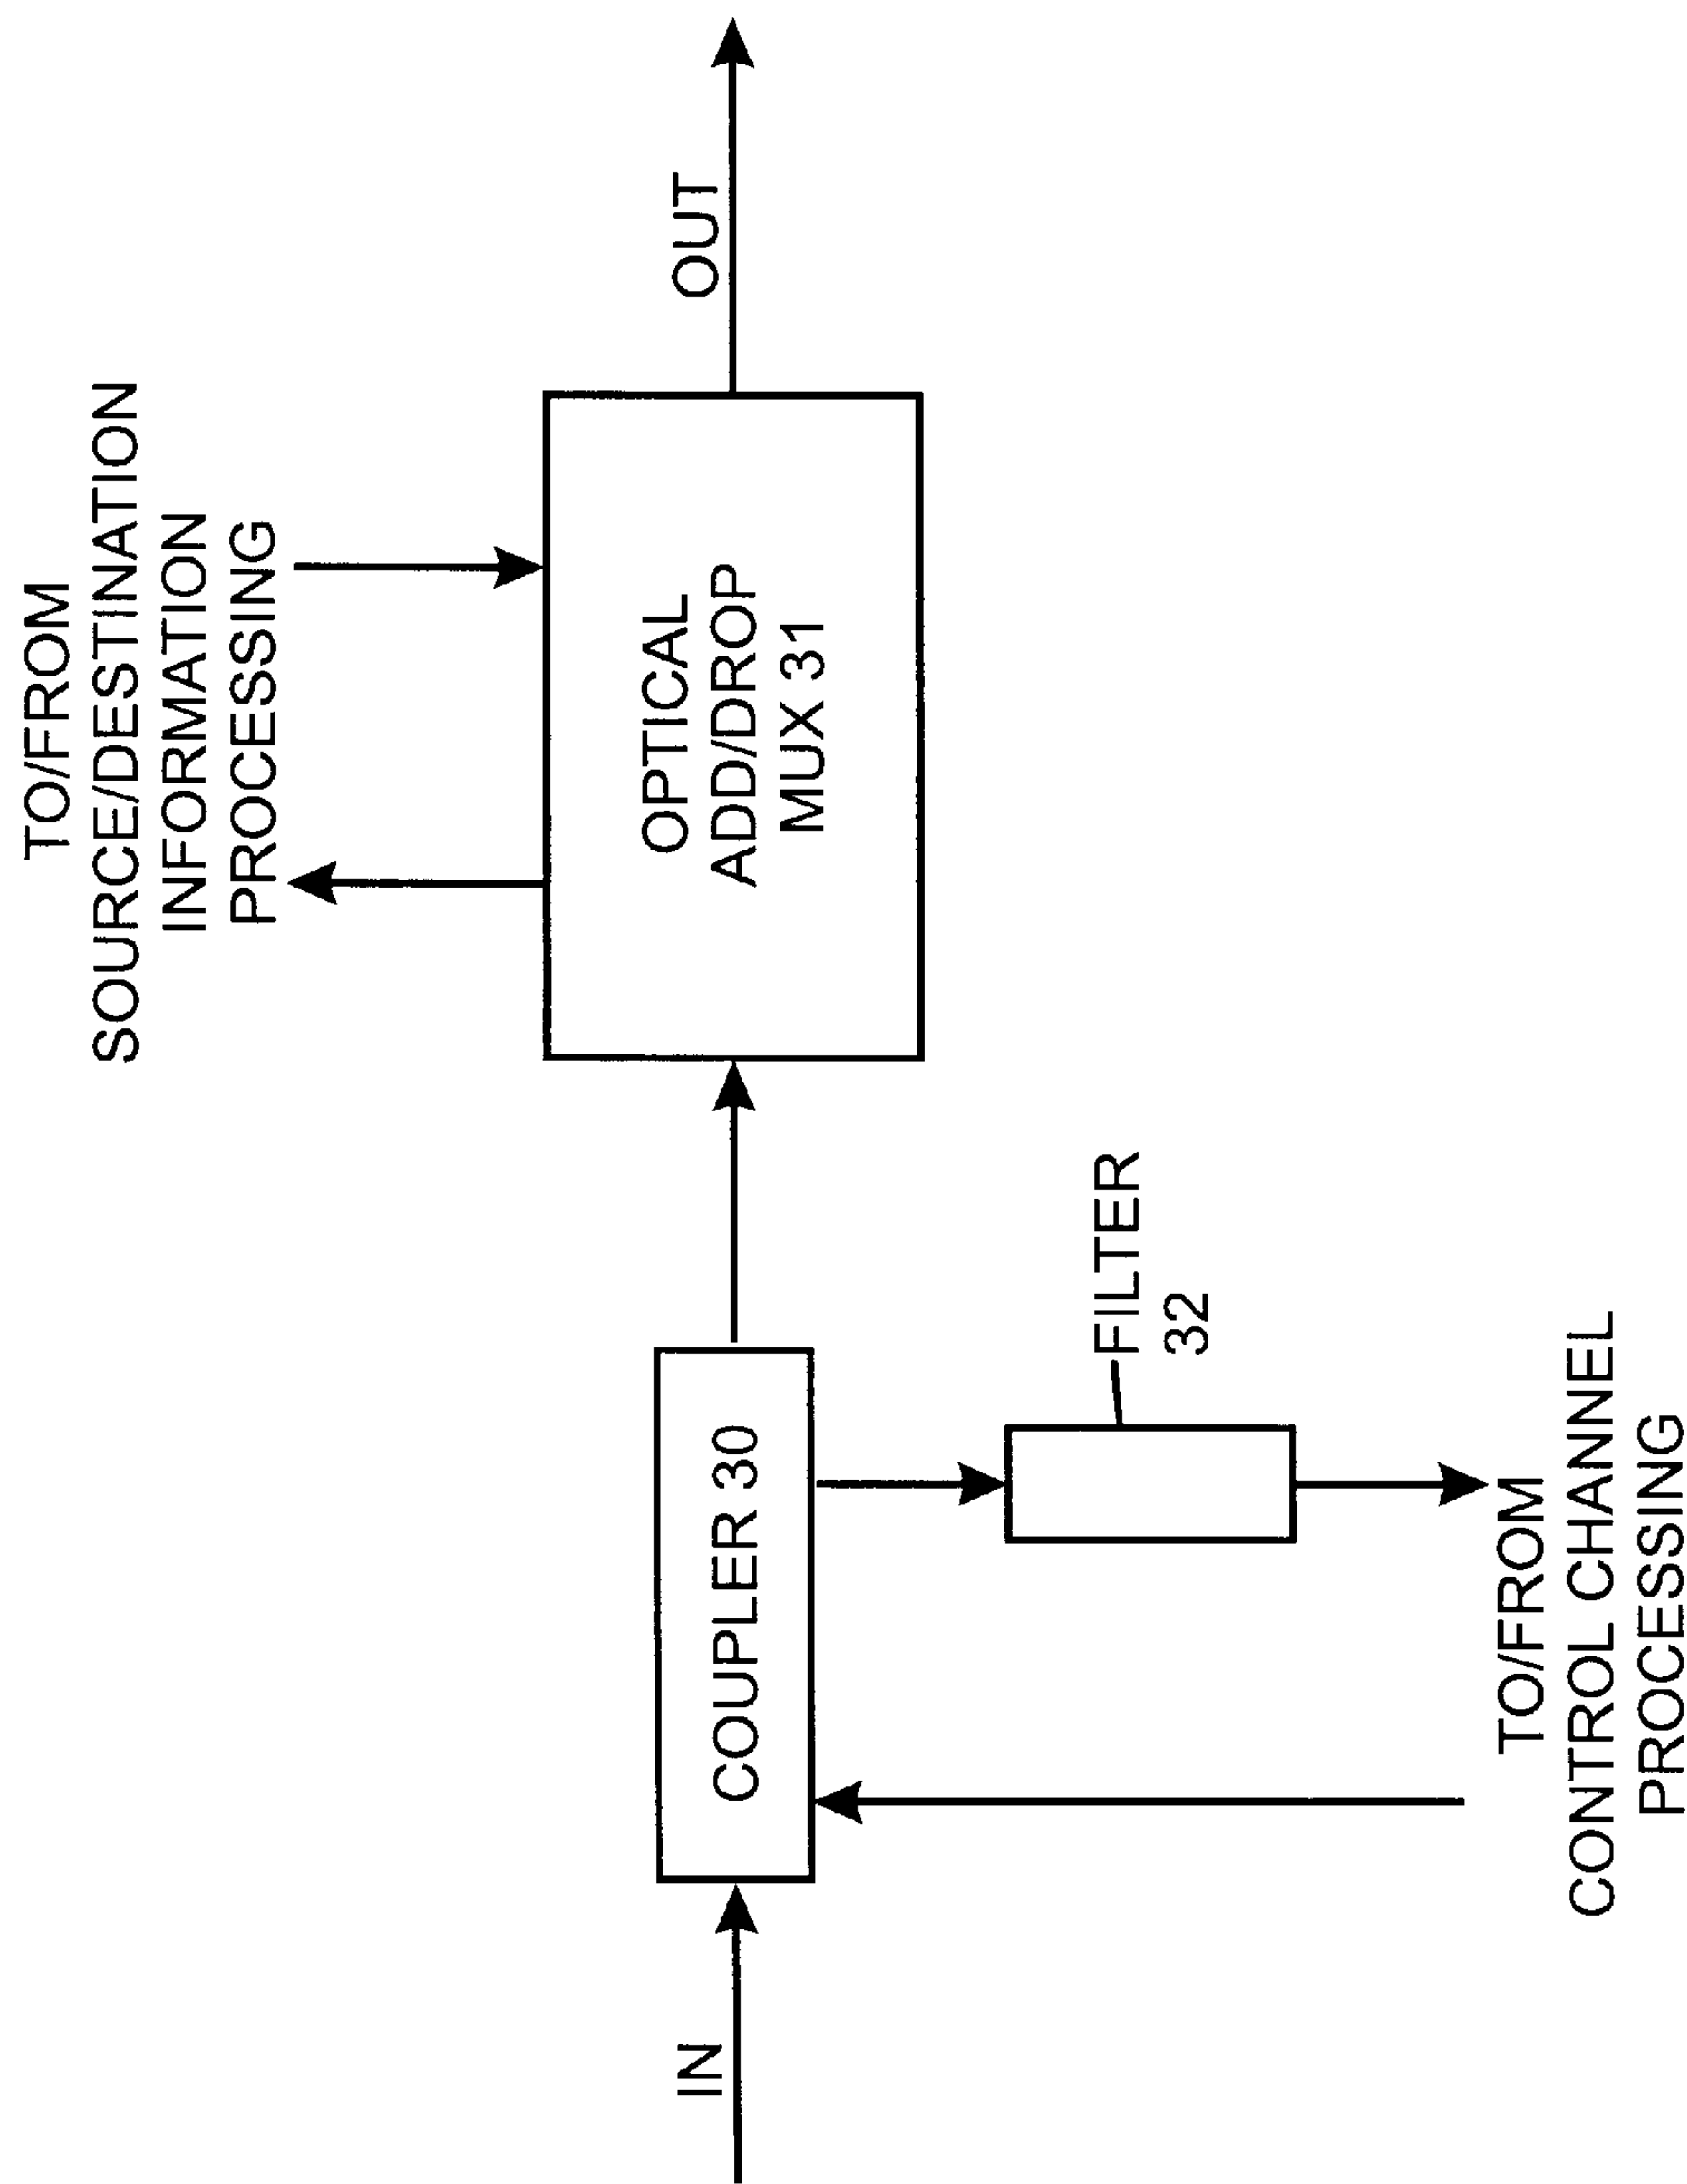 TO/FROM
SOURCE/DESTINATION
INFORMATION
PROCESSING
IN
COUPLER 30
OPTICAL
ADD/DROP
MUX 31
OUT
FILTER
32
TO/FROM
CONTROL CHANNEL
PROCESSING